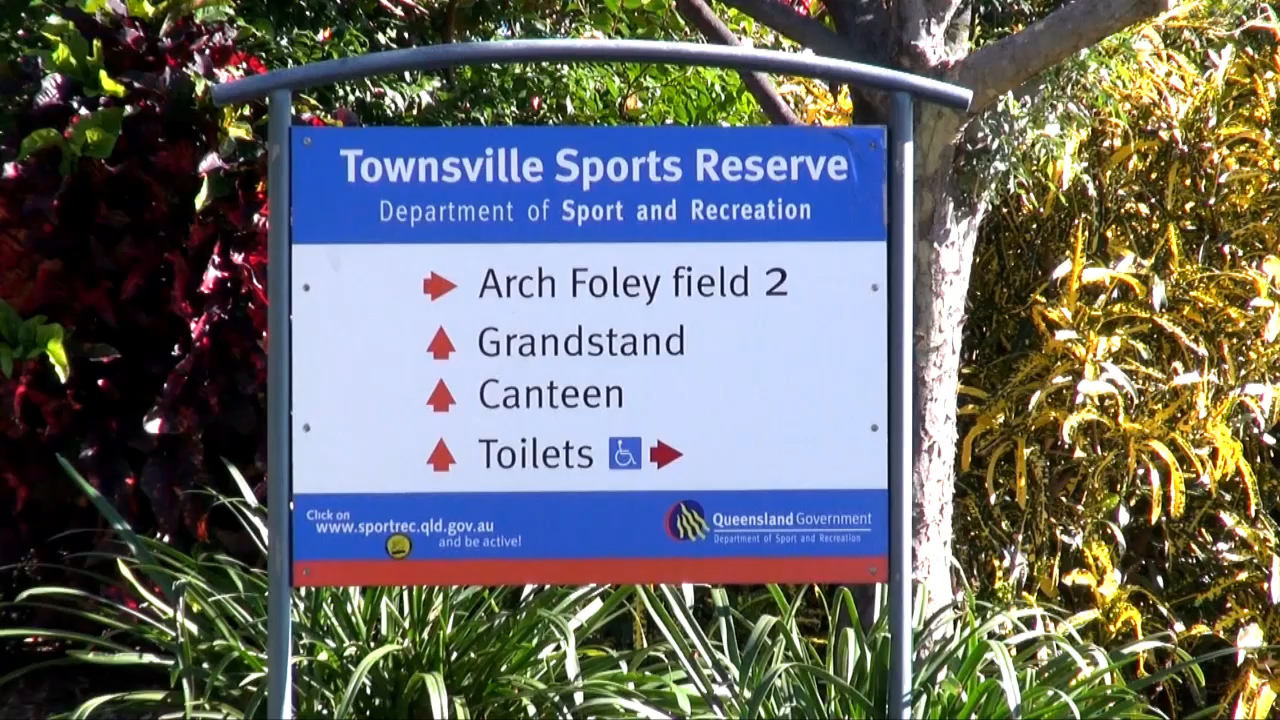 Townsville Sports Reserve
Department of Sport and Recreation
Arch Foley field 2
Grandstand
Canteen
Toilets
Click on
www.sportrec.qld.gov.au
and be active!
Queensland Government
Department of Sport and Recreation